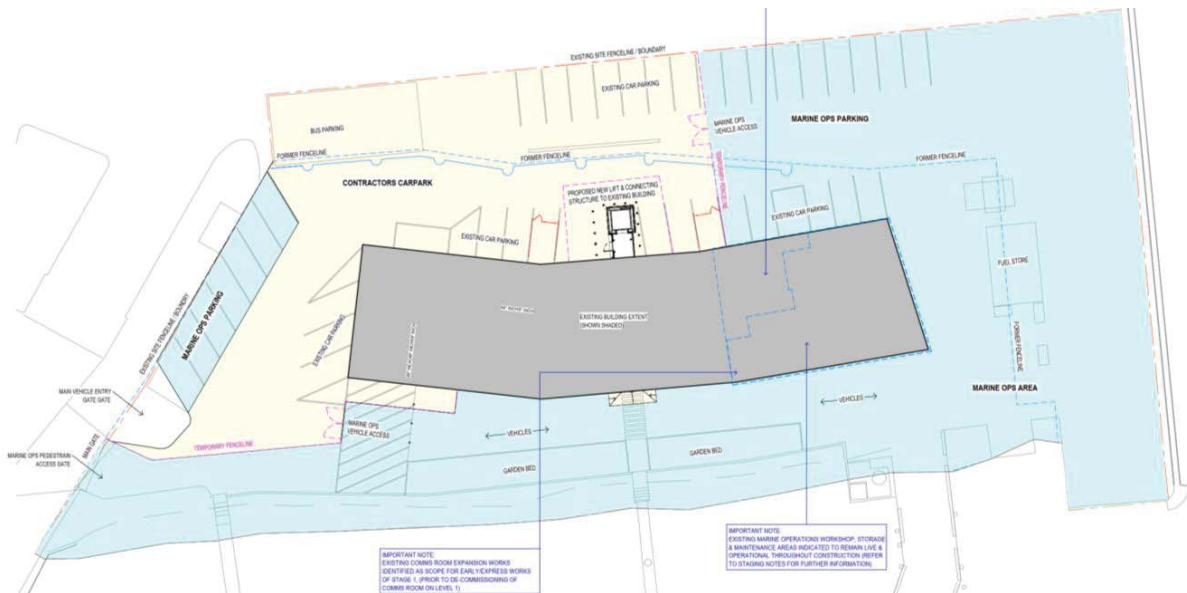 EXISTING SITE FENCELINE / BOUNDARY
EXISTING CAR PARKING
BUS PARKING
MARINE OPS
VEHICLE ACCESS
MARINE OPS PARKING
FORMER FENCELINE
FORMER FENCELINE
FORMER FENCELINE
CONTRACTORS CARPARK
PROPOSED NEW LIFT & CONNECTING
STRUCTURE TO EXISTING BUILDING
TEMPORARY FENCELINE
EXISTING CAR PARKING
EXISTING CAR PARKING
FUEL STORE
EXISTING SITE FENCELINE / BOUNDRY
MARINE OPS PARKING
EXISTING CAR PARKING
EXISTING BUILDING EXTENT
(SHOWN SHADED)
FORMER FENCELINE
MAIN VEHICLE ENTRY
GATE GATE
MARINE OPS AREA
MAIN GATE
MARINE OPS PEDESTRAIN
ACCESS GATE
TEMPORARY FENCELINE
MARINE OPS
VEHICLE ACCESS
VEHICLES
VEHICLES
GARDEN BED
GARDEN BED
IMPORTANT NOTE:
EXISTING COMMS ROOM EXPANSION WORKS
IDENTIFIED AS SCOPE FOR EARLY/EXPRESS WORKS
OF STAGE 1, (PRIOR TO DE-COMMISSIONING OF
COMMS ROOM ON LEVEL 1)
IMPORTANT NOTE:
EXISTING MARINE OPERATIONS WORKSHOP, STORAGE
& MAINTENANCE AREAS INDICATED TO REMAIN LIVE &
OPERATIONAL THROUGHOUT CONSTRUCTION (REFER
TO STAGING NOTES FOR FURTHER INFORMATION)